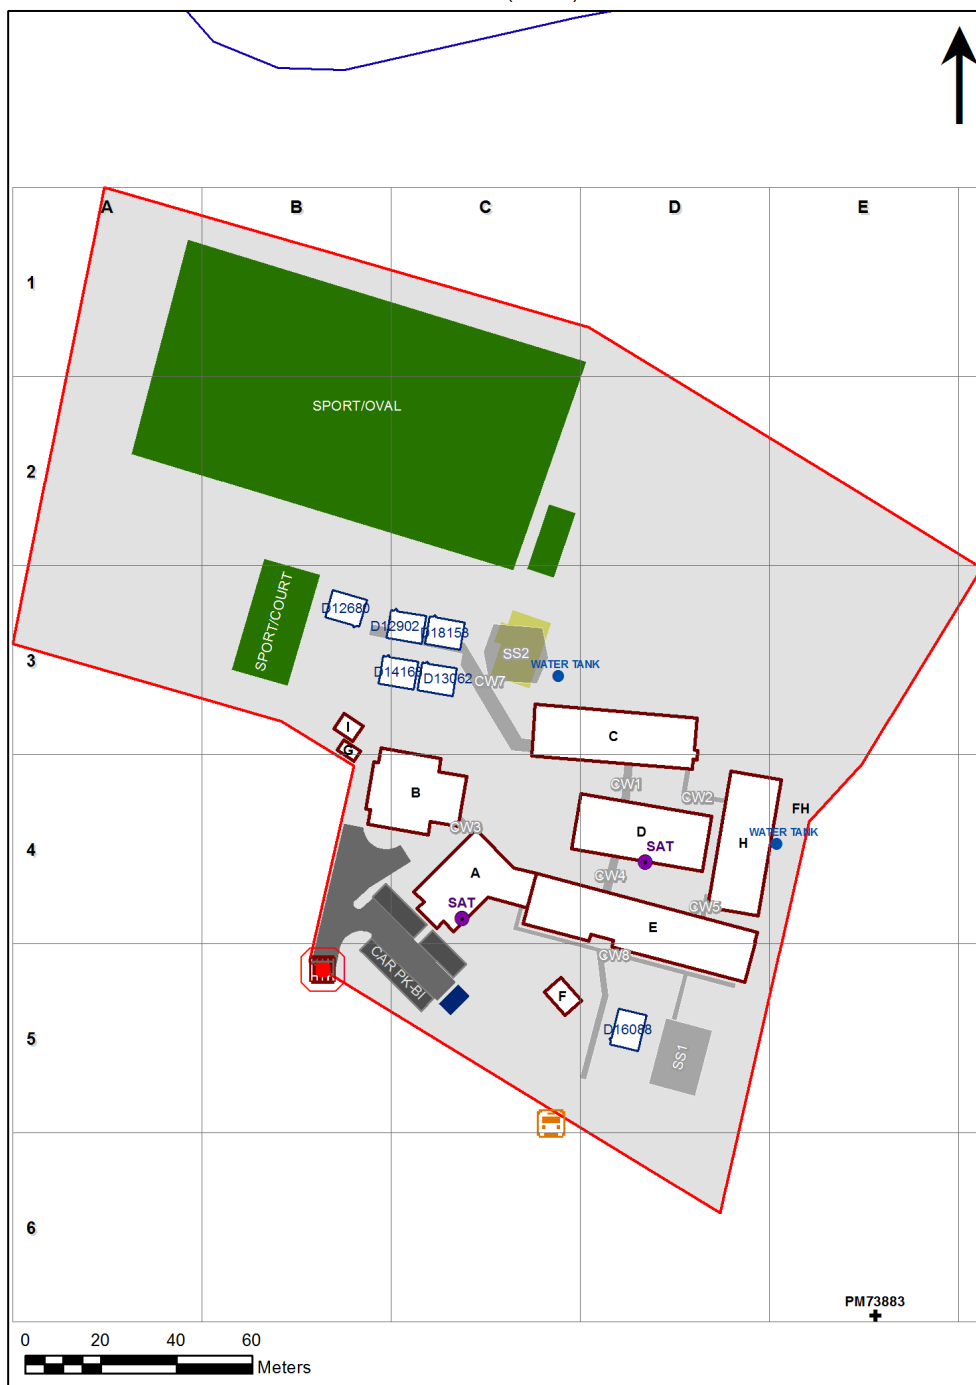 A B C D E
1
SPORT/OVAL
2
SPORT/COURT
D12680
D12902
D18153
3
SS2
WATER TANK
D13062
CW7
I
C
G
CW1
B
CW2
FH
CW3
D
WATER TANK
SAT
H
4
A
CW4
SAT
CW5
E
CW8
CAR PK-BI
F
D16088
5
SS1
6
PM73883
0 20 40 60
Meters